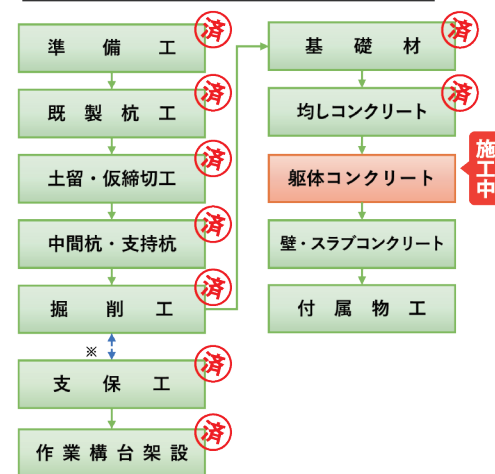 準備工
済
既製杭工
済
土留・仮締切工
済
中間杭・支持杭
済
掘削工
済
※
支保工
済
作業構台架設
済
基礎材
済
均しコンクリート
済
躯体コンクリート
施工中
壁・スラブコンクリート
付属物工